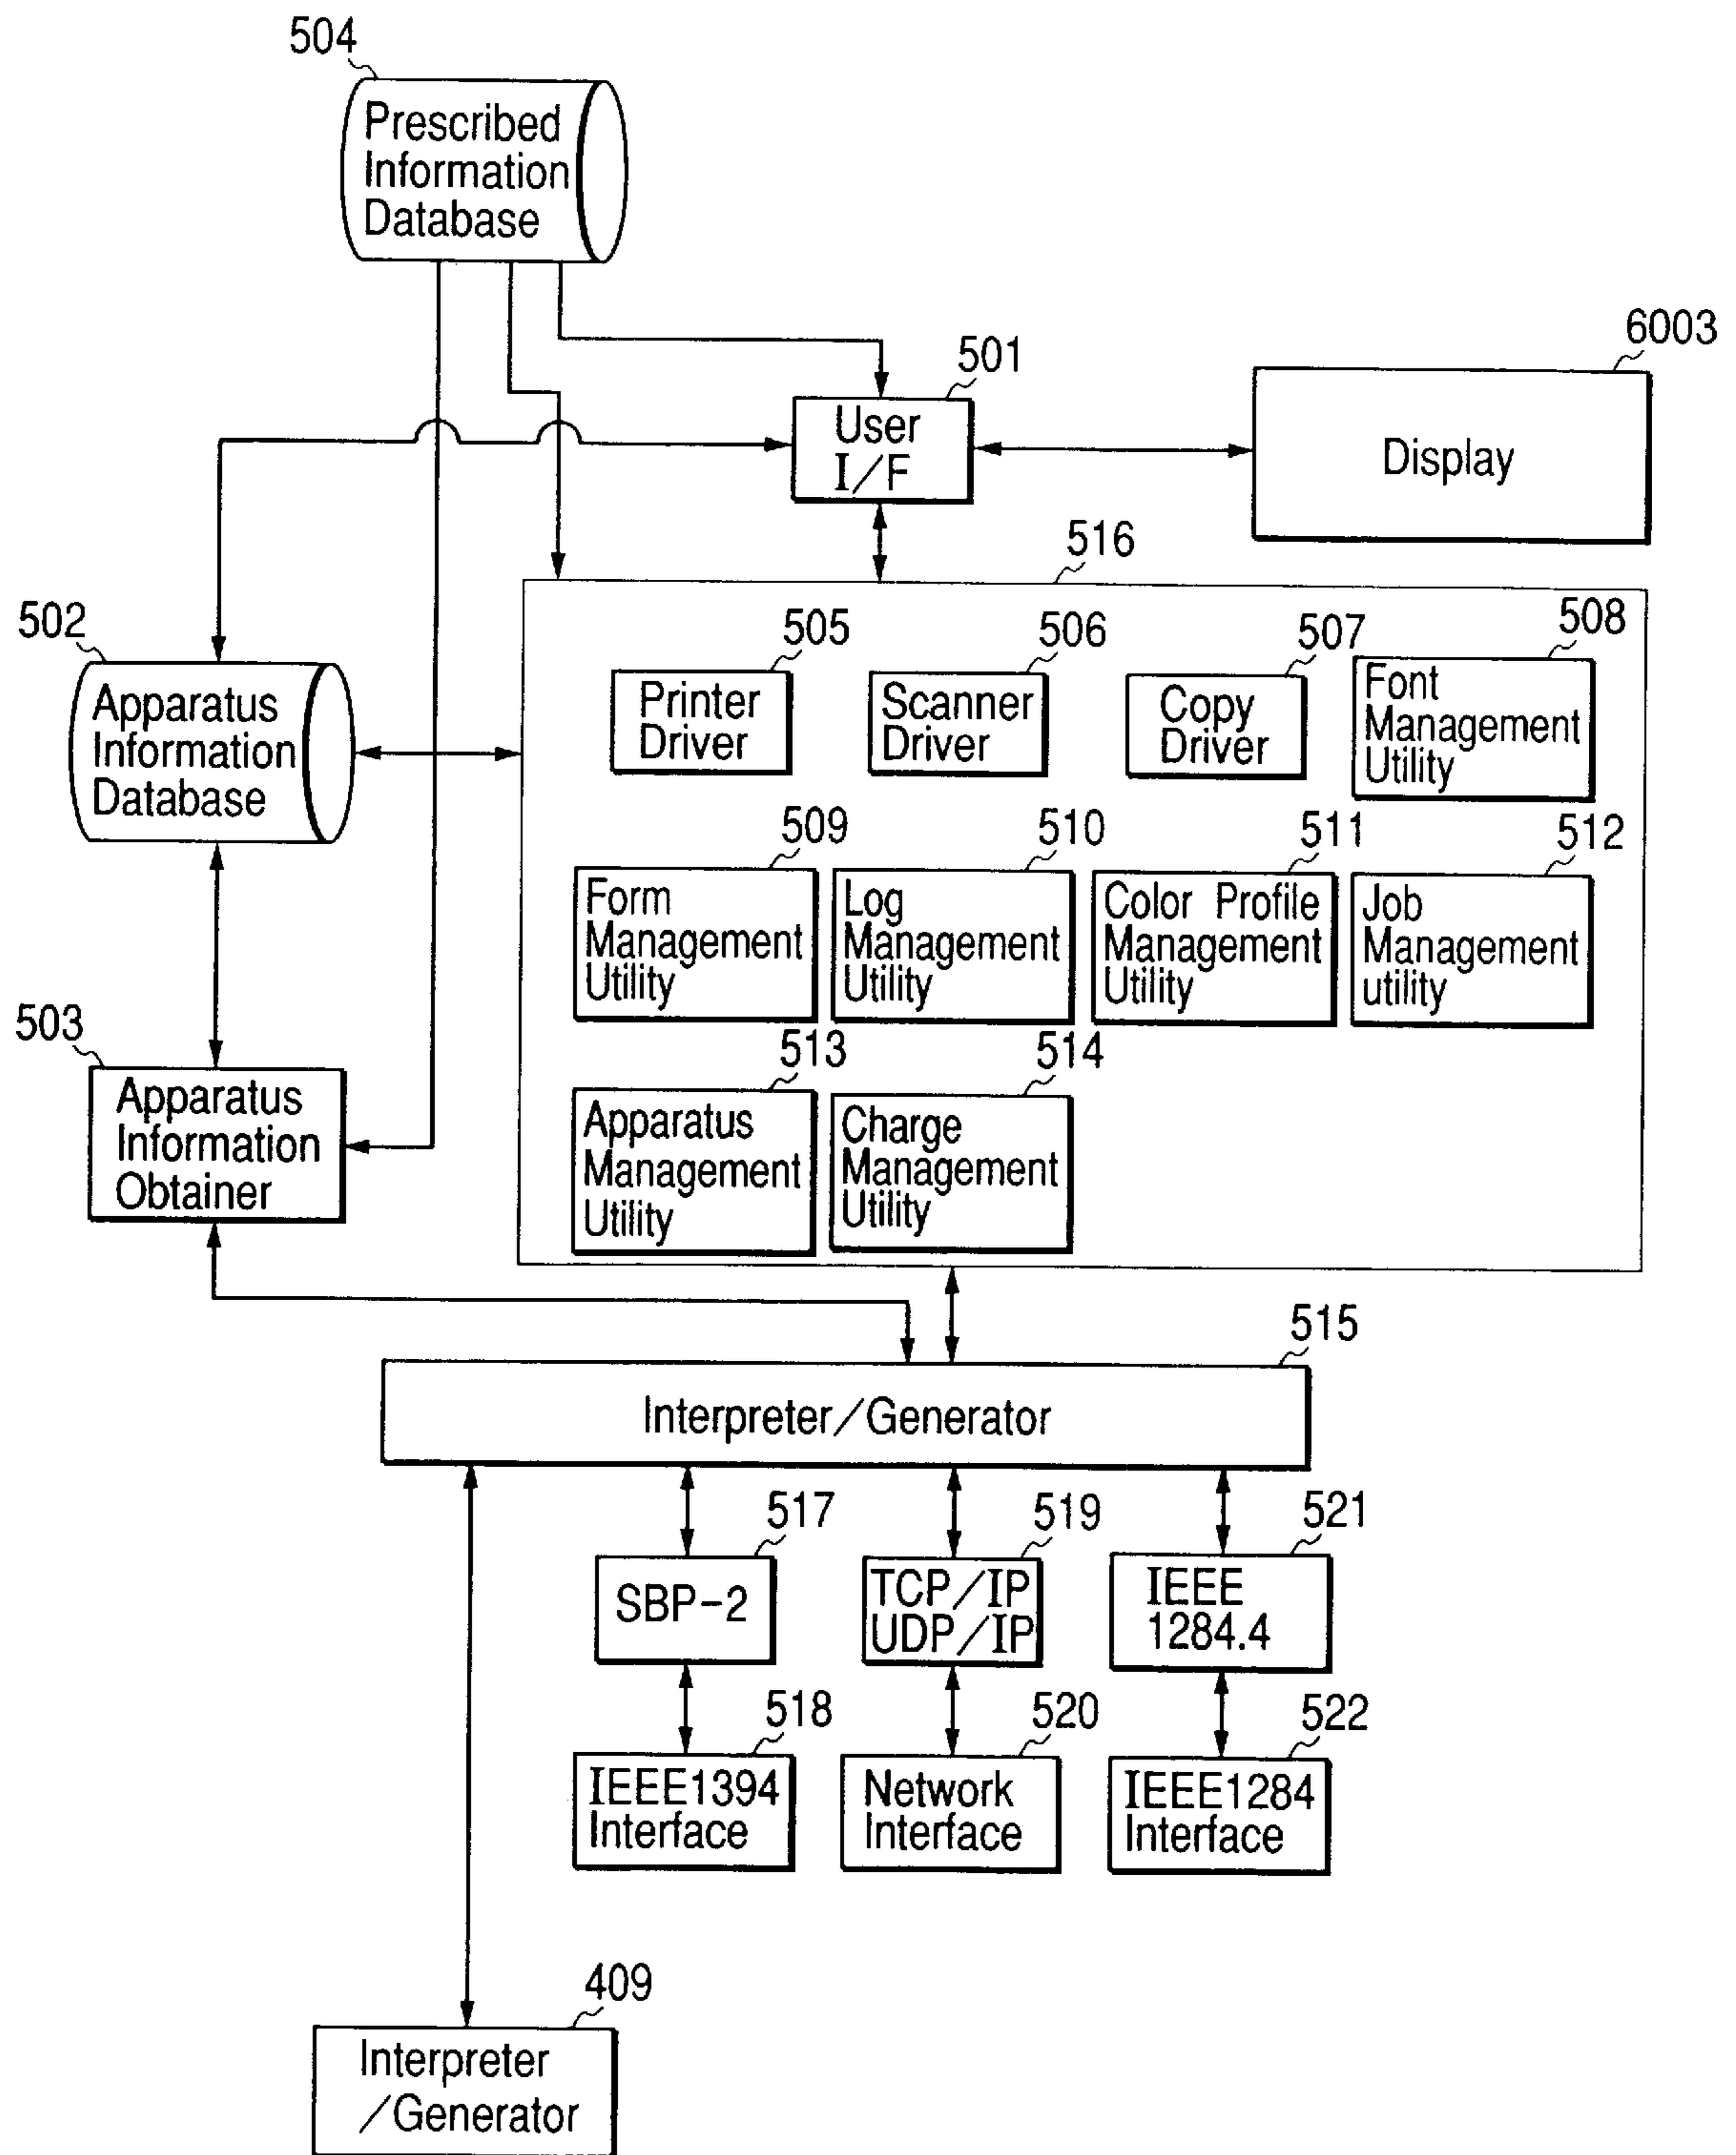 504
Prescribed
Information
Database
6003
501
User
I/F
Display
516
502
505
506
507
508
Apparatus
Information
Database
Printer
Driver
Scanner
Driver
Copy
Driver
Font
Management
Utility
509
510
511
512
Form
Management
Utility
Log
Management
Utility
Color Profile
Management
Utility
Job
Management
utility
503
513
514
Apparatus
Information
Obtainer
Apparatus
Management
Utility
Charge
Management
Utility
515
Interpreter/Generator
517
519
521
SBP-2
TCP/IP
UDP/IP
IEEE
1284.4
518
520
522
IEEE1394
Interface
Network
Interface
IEEE1284
Interface
409
Interpreter
/Generator